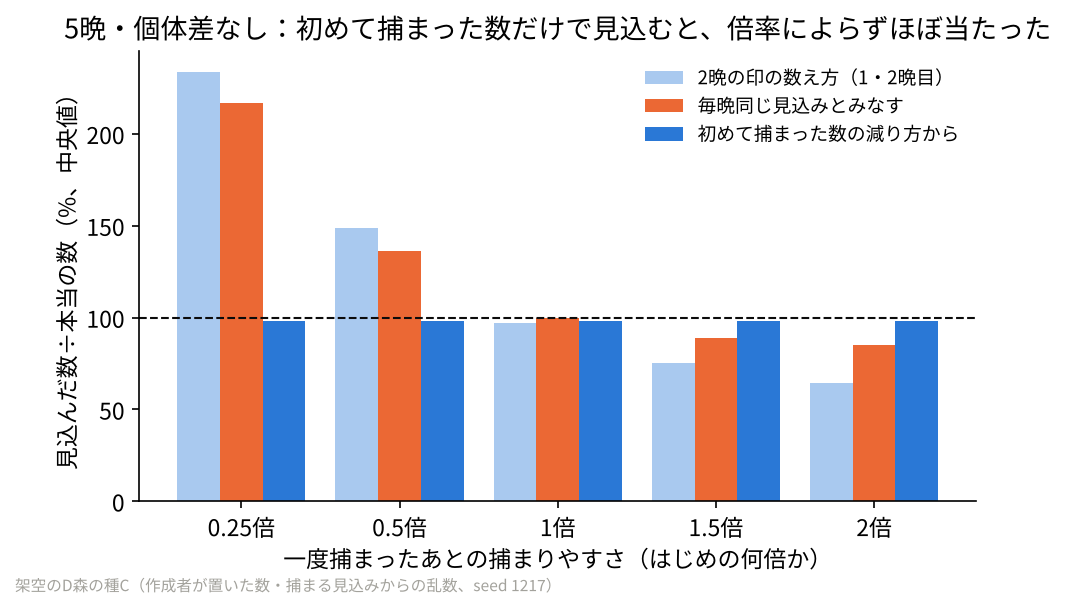 5晩・個体差なし：初めて捕まった数だけで見込むと、倍率によらずほぼ当たった
見込んだ数÷本当の数（%、中央値）
200
150
100
50
0
2晩の印の数え方（1・2晩目）
毎晩同じ見込みとみなす
初めて捕まった数の減り方から
0.25倍
0.5倍
1倍
1.5倍
2倍
一度捕まったあとの捕まりやすさ（はじめの何倍か）
架空のD森の種C（作成者が置いた数・捕まる見込みからの乱数、seed 1217）